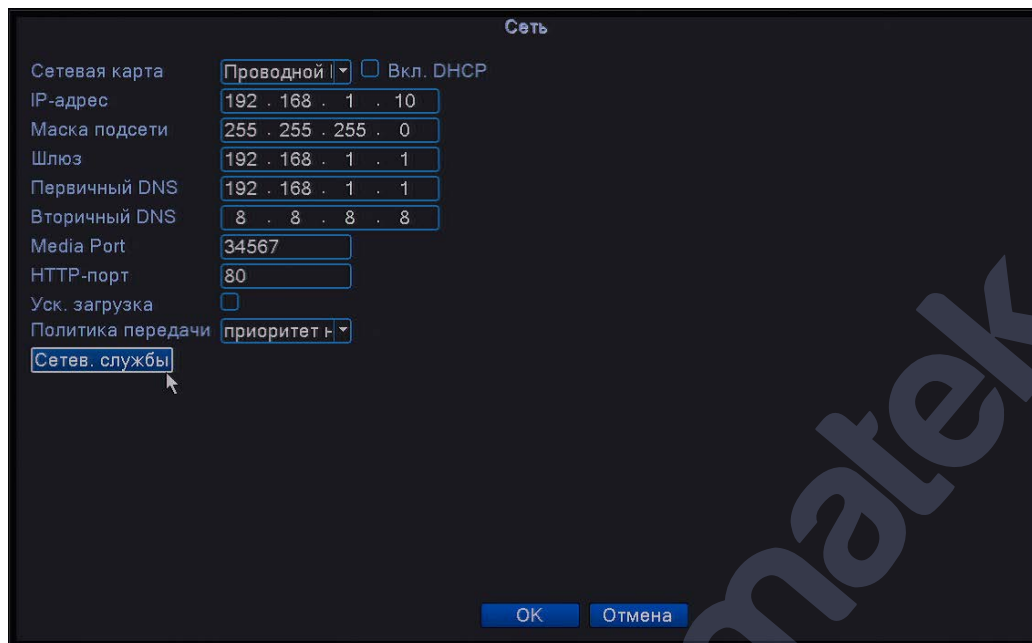 Сеть
Сетевая карта Проводной Вкл. DHCP
IP-адрес 192 . 168 . 1 . 10
Маска подсети 255 . 255 . 255 . 0
Шлюз 192 . 168 . 1 . 1
Первичный DNS 192 . 168 . 1 . 1
Вторичный DNS 8 . 8 . 8 . 8
Media Port 34567
HTTP-порт 80
Уск. загрузка
Политика передачи приоритет
Сетев. службы
OK Отмена
matek